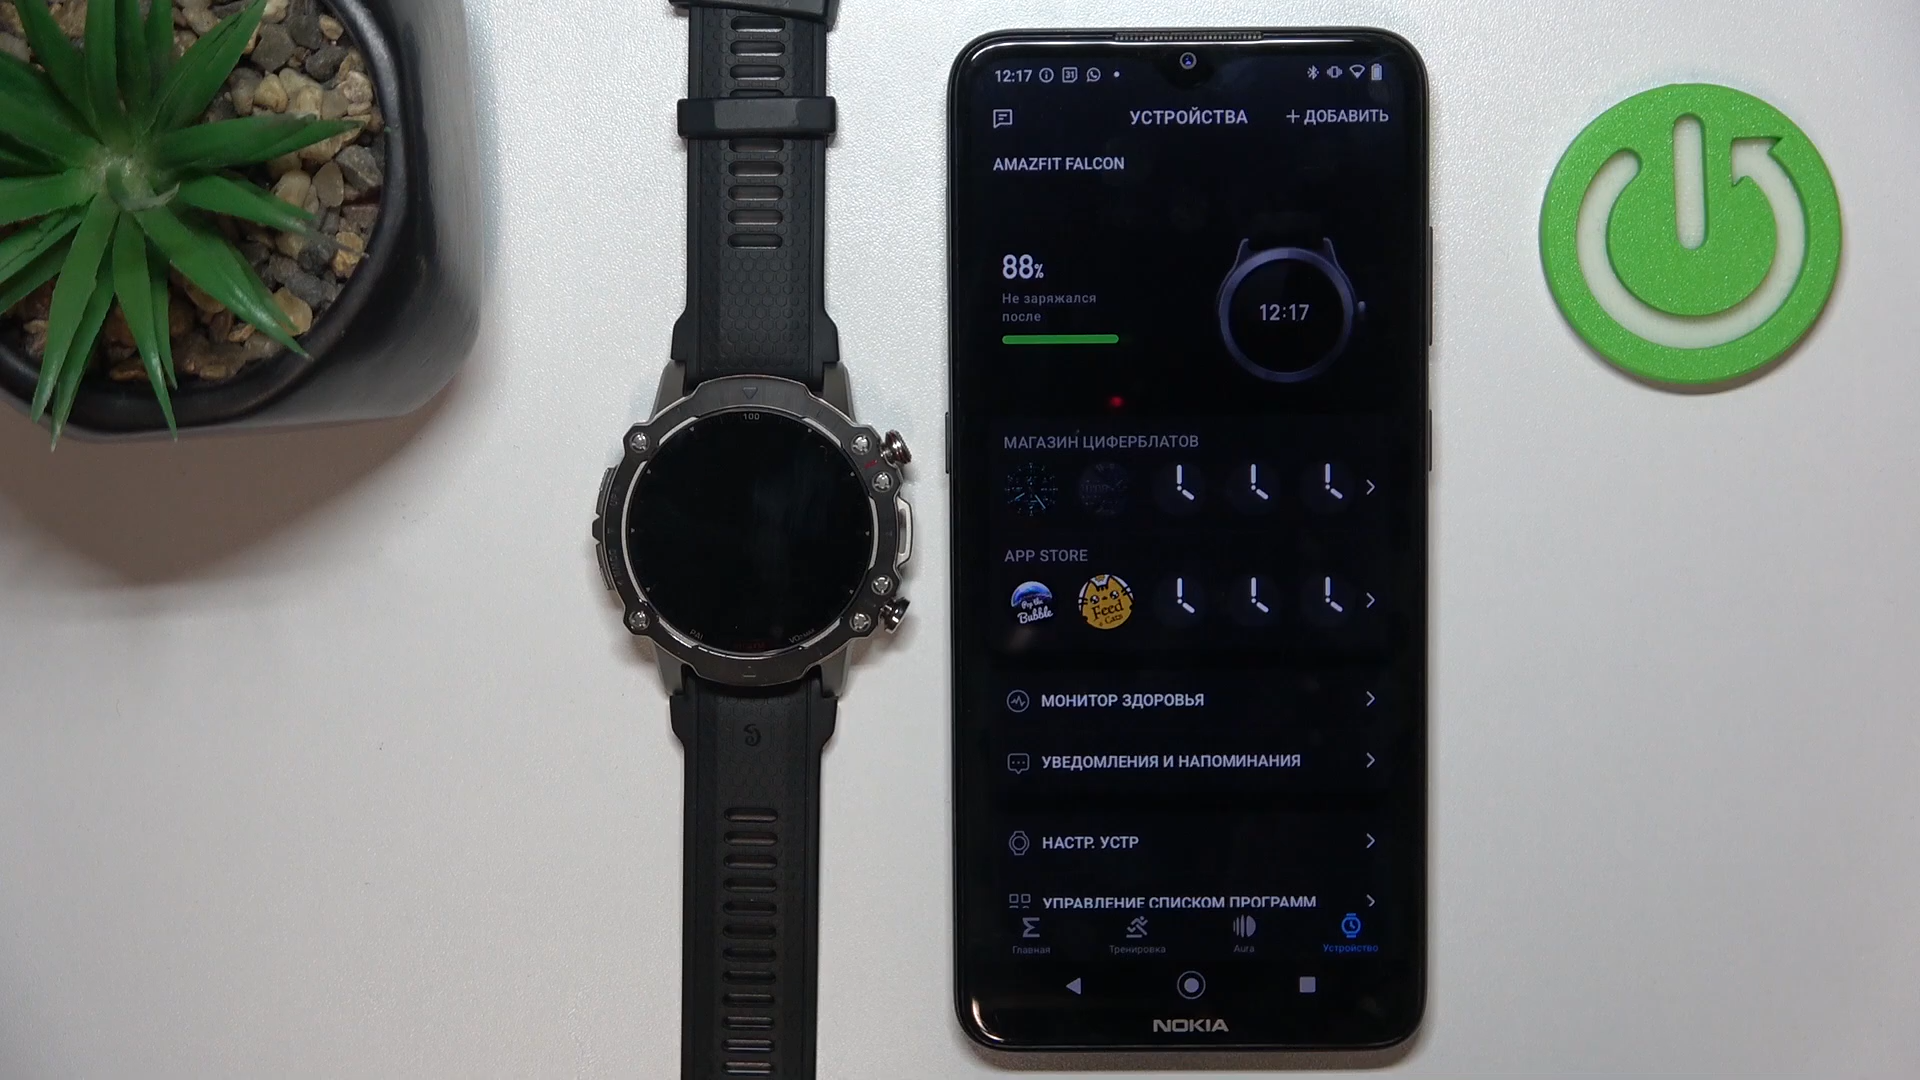 12:17
31
УСТРОЙСТВА
+ ДОБАВИТЬ
AMAZFIT FALCON
88%
Не заряжался
после
12:17
МАГАЗИН ЦИФЕРБЛАТОВ
APP STORE
Pop the
Bubble
Feed
Cats
МОНИТОР ЗДОРОВЬЯ
УВЕДОМЛЕНИЯ И НАПОМИНАНИЯ
НАСТР. УСТР
УПРАВЛЕНИЕ СПИСКОМ ПРОГРАММ
Главная
Тренировка
Aura
Устройство
NOKIA
100
PAI
VO2MAX